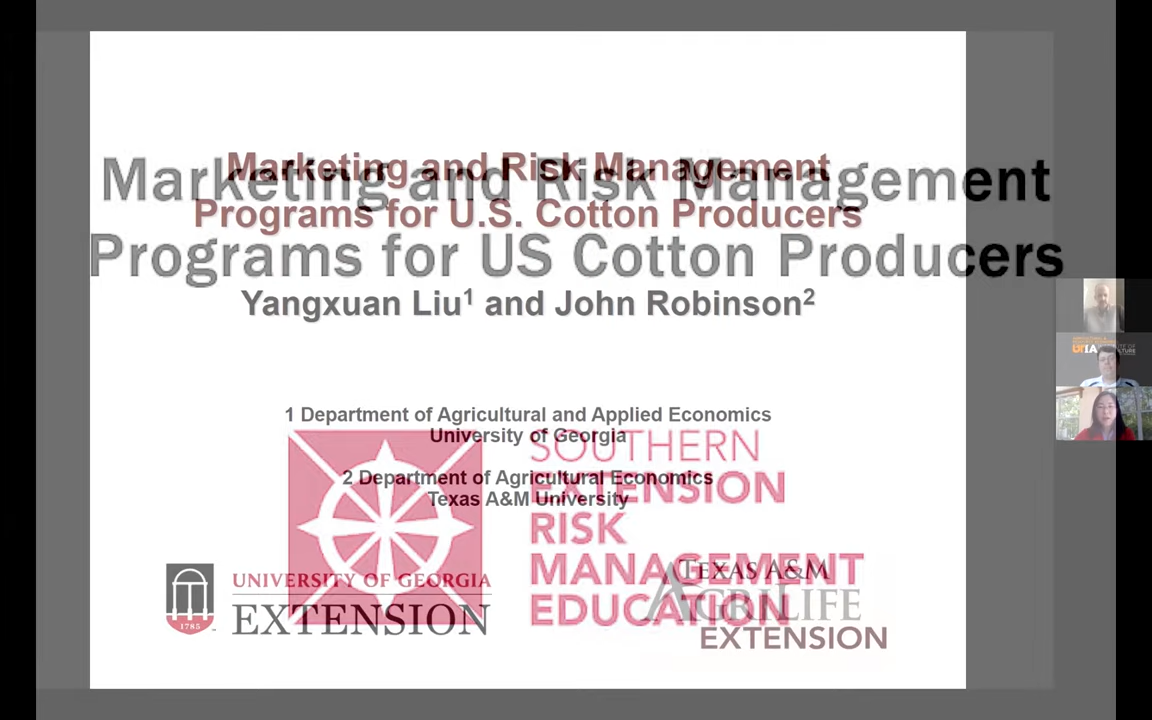 Marketing and Risk Management
Programs for U.S. Cotton Producers
Marketing and Risk Management
Programs for US Cotton Producers
Yangxuan Liu1 and John Robinson2
1 Department of Agricultural and Applied Economics
University of Georgia
2 Department of Agricultural Economics
Texas A&M University
SOUTHERN
EXTENSION
RISK
MANAGEMENT
EDUCATION
1785
UNIVERSITY OF GEORGIA
EXTENSION
TEXAS A&M
AGRILIFE
EXTENSION
UTIA